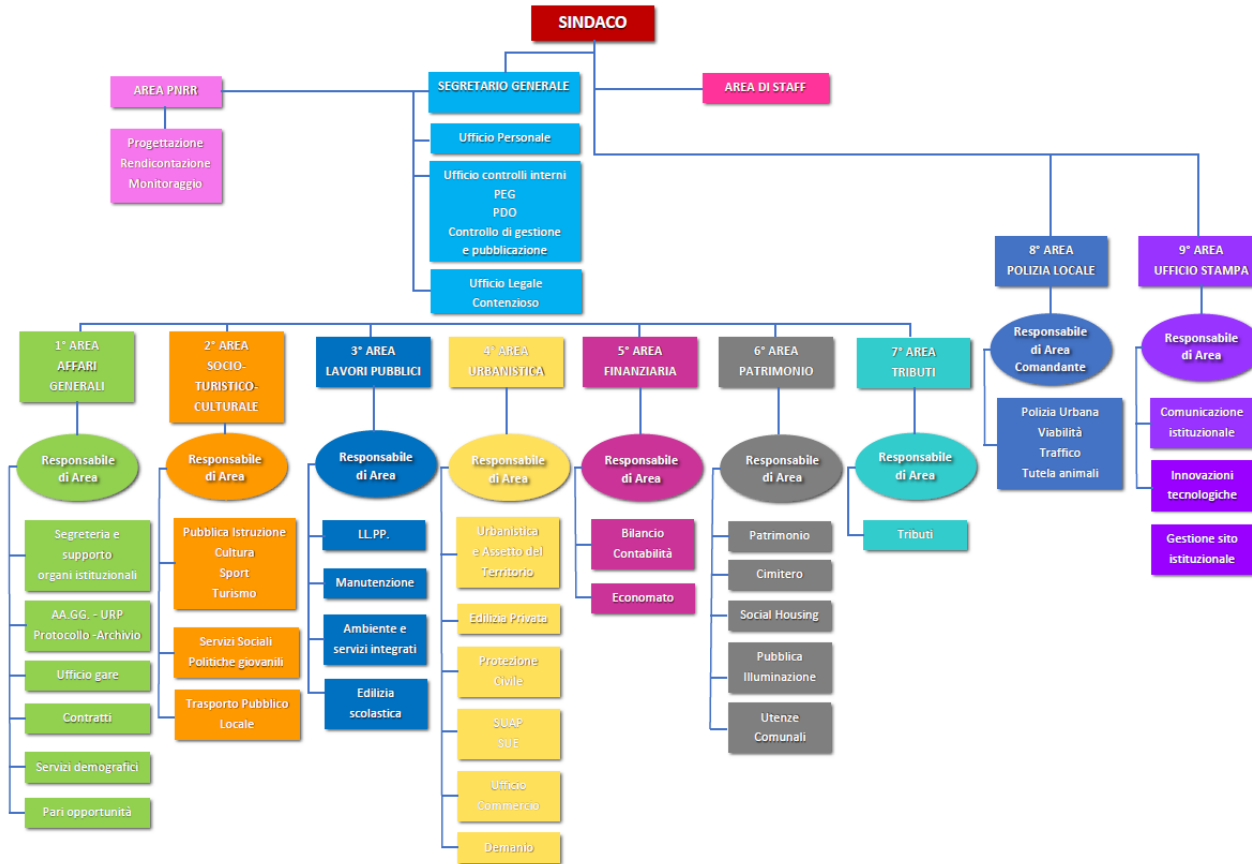 SINDACO
AREA PNRR
SEGRETARIO GENERALE
AREA DI STAFF
Progettazione
Rendicontazione
Monitoraggio
Ufficio Personale
Ufficio controlli interni
PEG
PDO
Controllo di gestione
e pubblicazione
Ufficio Legale
Contenzioso
8° AREA
POLIZIA LOCALE
9° AREA
UFFICIO STAMPA
Responsabile
di Area
Comandante
Responsabile
di Area
Polizia Urbana
Viabilità
Traffico
Tutela animali
Comunicazione
istituzionale
Innovazioni
tecnologiche
Gestione sito
istituzionale
1° AREA
AFFARI
GENERALI
Responsabile
di Area
Segreteria e
supporto
organi istituzionali
AA.GG. - URP
Protocollo -Archivio
Ufficio gare
Contratti
Servizi demografici
Pari opportunità
2° AREA
SOCIO-
TURISTICO-
CULTURALE
Responsabile
di Area
Pubblica Istruzione
Cultura
Sport
Turismo
Servizi Sociali
Politiche giovanili
Trasporto Pubblico
Locale
3° AREA
LAVORI PUBBLICI
Responsabile
di Area
LL.PP.
Manutenzione
Ambiente e
servizi integrati
Edilizia
scolastica
4° AREA
URBANISTICA
Responsabile
di Area
Urbanistica
e Assetto del
Territorio
Edilizia Privata
Protezione
Civile
SUAP
SUE
Ufficio
Commercio
Demanio
5° AREA
FINANZIARIA
Responsabile
di Area
Bilancio
Contabilità
Economato
6° AREA
PATRIMONIO
Responsabile
di Area
Patrimonio
Cimitero
Social Housing
Pubblica
Illuminazione
Utenze
Comunali
7° AREA
TRIBUTI
Responsabile
di Area
Tributi